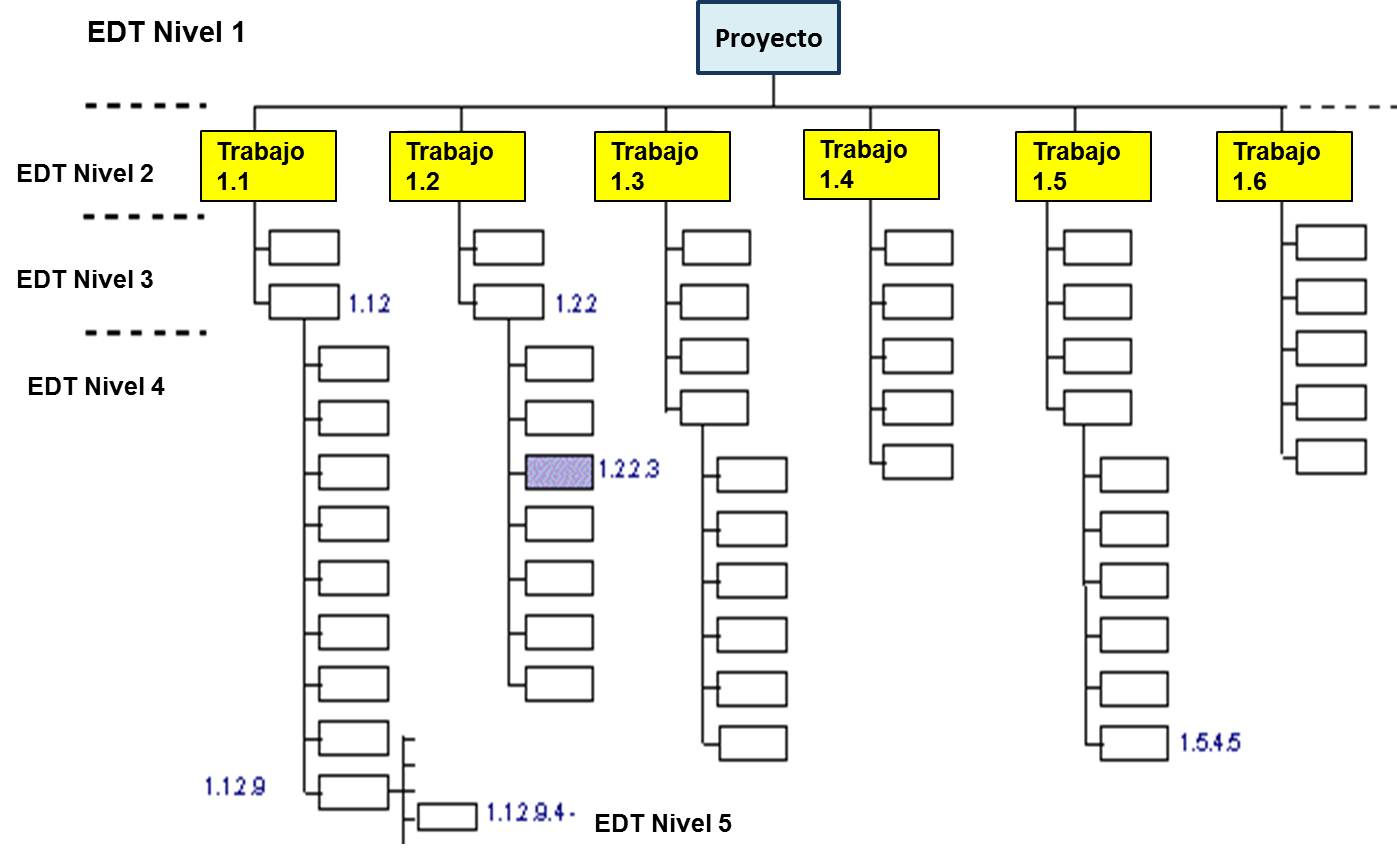 EDT Nivel 1
Proyecto
EDT Nivel 2
Trabajo
1.1
Trabajo
1.2
Trabajo
1.3
Trabajo
1.4
Trabajo
1.5
Trabajo
1.6
EDT Nivel 3
1.1.2
1.2.2
EDT Nivel 4
1.2.2.3
1.5.4.5
1.1.2.9
1.1.2.9.4 -
EDT Nivel 5